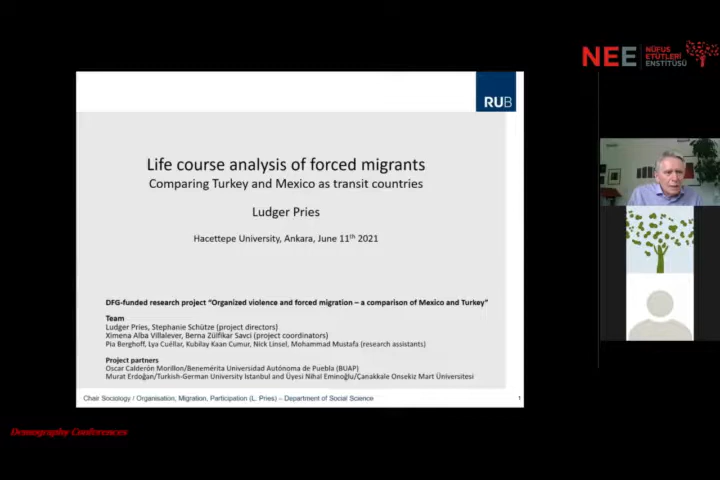 NEE
NÜFUS
ETÜTLERİ
ENSTİTÜSÜ
RUB
Life course analysis of forced migrants
Comparing Turkey and Mexico as transit countries
Ludger Pries
Hacettepe University, Ankara, June 11th 2021
DFG-funded research project “Organized violence and forced migration – a comparison of Mexico and Turkey”
Team
Ludger Pries, Stephanie Schütze (project directors)
Ximena Alba Villalever, Berna Zülfikar Savci (project coordinators)
Pia Berghoff, Lya Cuéllar, Kubilay Kaan Cumur, Nick Linsel, Mohammad Mustafa (research assistants)
Project partners
Oscar Calderón Morillon/Benemérita Universidad Autónoma de Puebla (BUAP)
Murat Erdoğan/Turkish-German University Istanbul and Üyesi Nihal Eminoğlu/Çanakkale Onsekiz Mart Üniversitesi
Chair Sociology / Organisation, Migration, Participation (L. Pries) – Department of Social Science
1
Demography Conferences